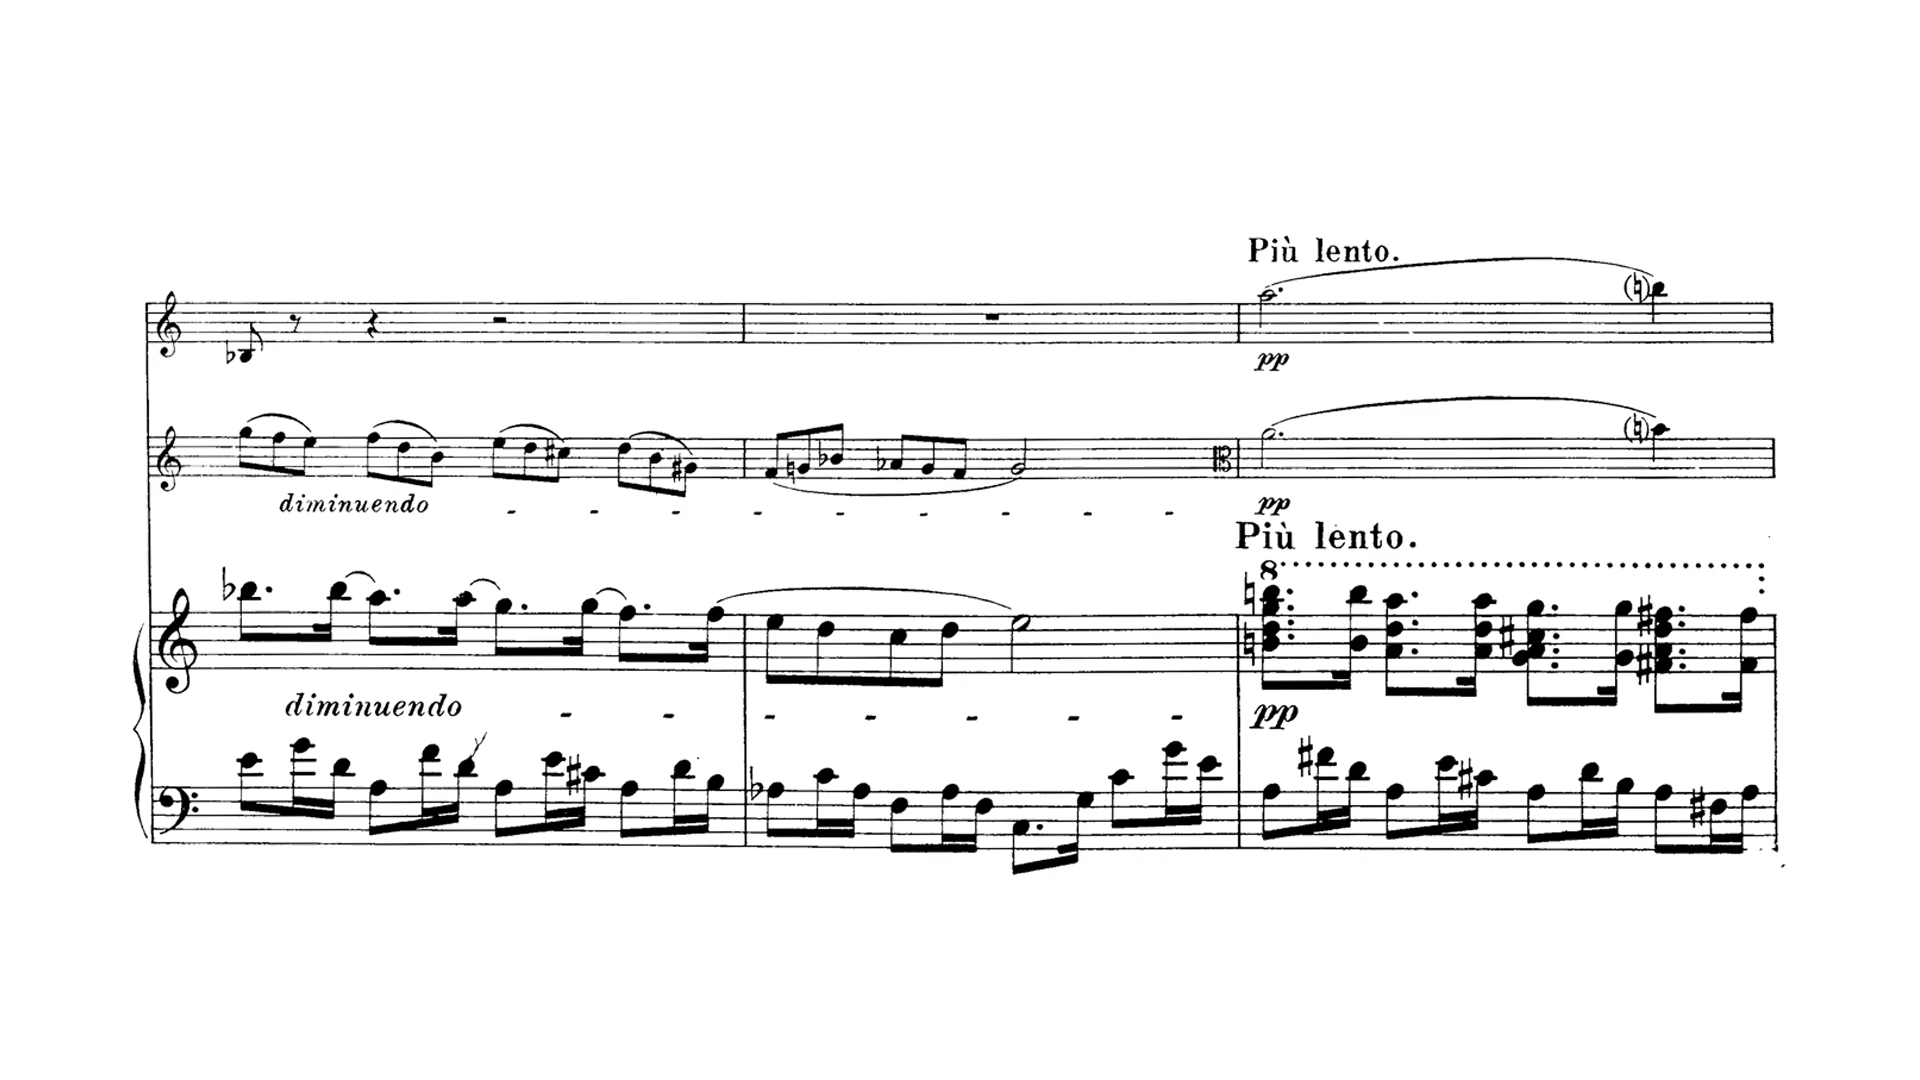 Più lento.
pp
diminuendo
pp
Più lento.
8
diminuendo
pp